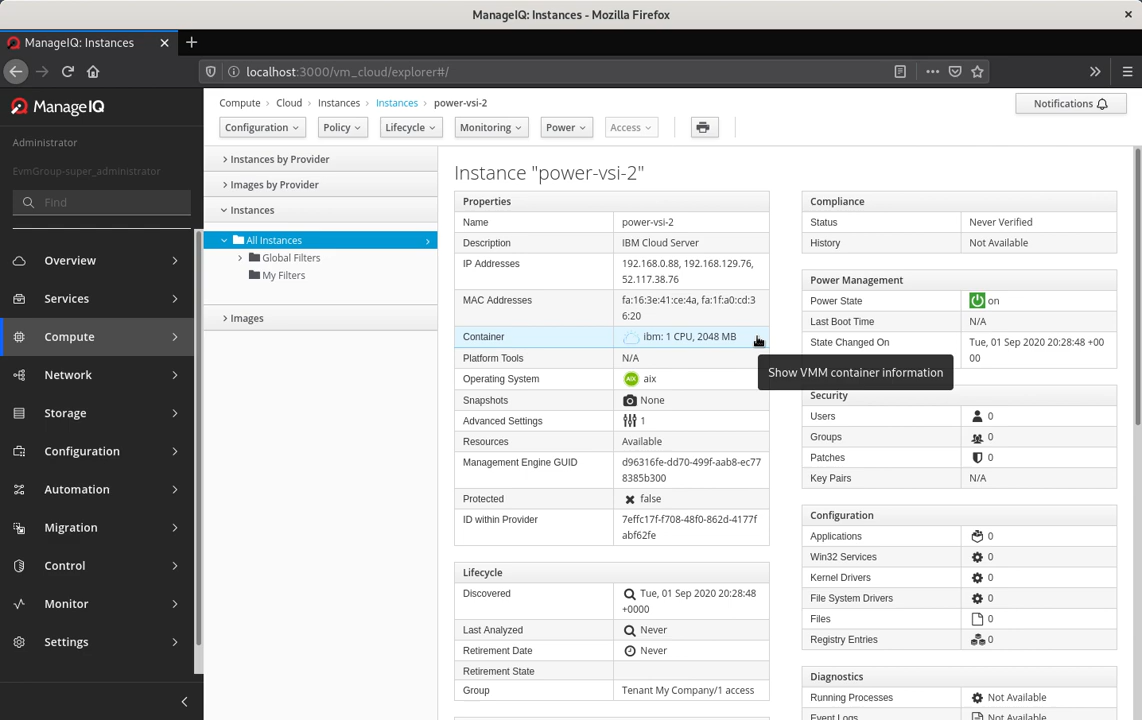 ManageIQ: Instances - Mozilla Firefox
ManageIQ: Instances
localhost:3000/vm_cloud/explorer#/
ManageIQ
Administrator
EvmGroup-super_administrator
Find
Overview
Services
Compute
Network
Storage
Configuration
Automation
Migration
Control
Monitor
Settings
Compute > Cloud > Instances > Instances > power-vsi-2
Notifications
Configuration
Policy
Lifecycle
Monitoring
Power
Access
Instances by Provider
Images by Provider
Instances
All Instances
Global Filters
My Filters
Images
Instance "power-vsi-2"
Properties
Name power-vsi-2
Description IBM Cloud Server
IP Addresses 192.168.0.88, 192.168.129.76,
52.117.38.76
MAC Addresses fa:16:3e:41:ce:4a, fa:1f:a0:cd:3
6:20
Container ibm: 1 CPU, 2048 MB
Platform Tools N/A
Operating System AIX aix
Snapshots None
Advanced Settings 1
Resources Available
Management Engine GUID d96316fe-dd70-499f-aab8-ec77
8385b300
Protected false
ID within Provider 7effc17f-f708-48f0-862d-4177f
abf62fe
Lifecycle
Discovered Tue, 01 Sep 2020 20:28:48
+0000
Last Analyzed Never
Retirement Date Never
Retirement State
Group Tenant My Company/1 access
Compliance
Status Never Verified
History Not Available
Power Management
Power State on
Last Boot Time N/A
State Changed On Tue, 01 Sep 2020 20:28:48 +00
00
Show VMM container information
Security
Users 0
Groups 0
Patches 0
Key Pairs N/A
Configuration
Applications 0
Win32 Services 0
Kernel Drivers 0
File System Drivers 0
Files 0
Registry Entries 0
Diagnostics
Running Processes Not Available
Event Logs Not Available